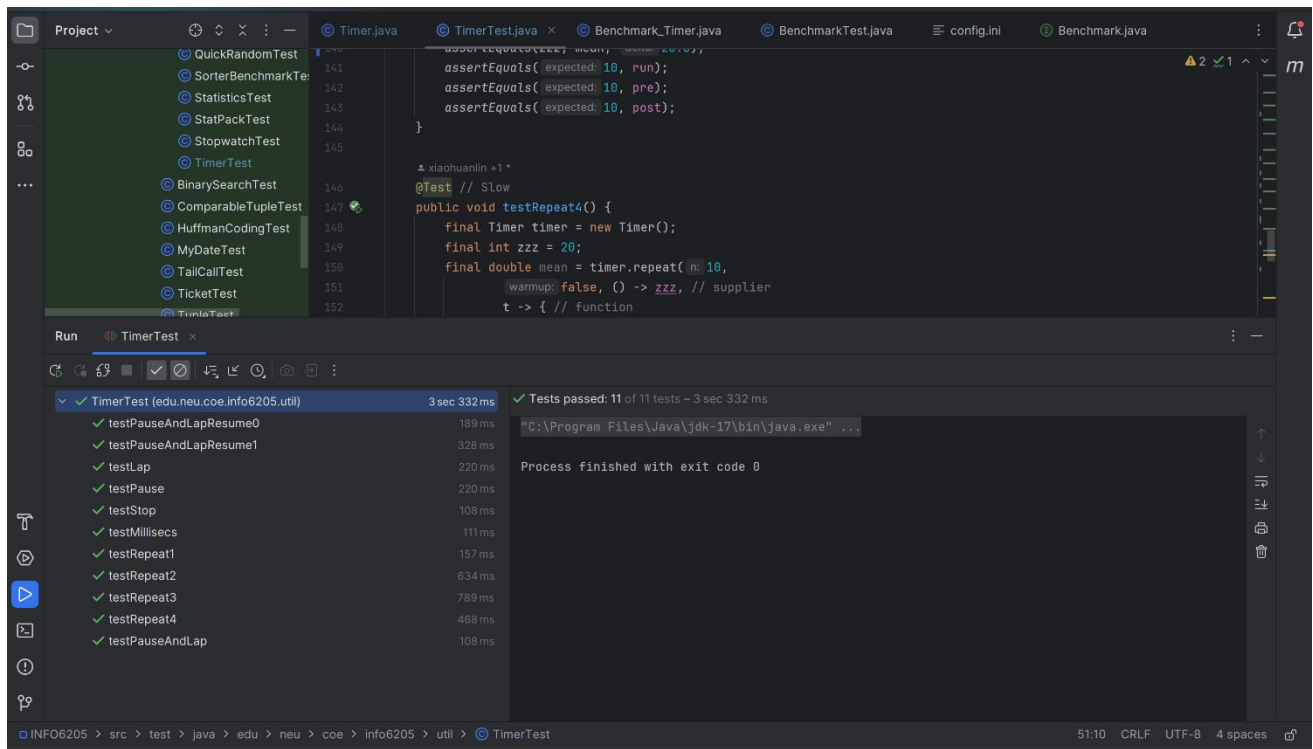 Project
Timer.java TimerTest.java Benchmark_Timer.java BenchmarkTest.java config.ini Benchmark.java
QuickRandomTest
SorterBenchmarkTes
StatisticsTest
StatPackTest
StopwatchTest
TimerTest
BinarySearchTest
ComparableTupleTest
HuffmanCodingTest
MyDateTest
TailCallTest
TicketTest
TupleTest
2 1
m
141 assertEquals( expected: 10, run);
142 assertEquals( expected: 10, pre);
143 assertEquals( expected: 10, post);
144 }
145
xiaohuanlin +1 *
146 @Test // Slow
147 public void testRepeat4() {
148 final Timer timer = new Timer();
149 final int zzz = 20;
150 final double mean = timer.repeat( n: 10,
151 warmup: false, () -> zzz, // supplier
152 t -> { // function
Run TimerTest
TimerTest (edu.neu.coe.info6205.util) 3 sec 332 ms
testPauseAndLapResume0 189 ms
testPauseAndLapResume1 328 ms
testLap 220 ms
testPause 220 ms
testStop 108 ms
testMillisecs 111 ms
testRepeat1 157 ms
testRepeat2 634 ms
testRepeat3 789 ms
testRepeat4 468 ms
testPauseAndLap 108 ms
Tests passed: 11 of 11 tests – 3 sec 332 ms
"C:\Program Files\Java\jdk-17\bin\java.exe" ...
Process finished with exit code 0
INFO6205 > src > test > java > edu > neu > coe > info6205 > util > TimerTest
51:10 CRLF UTF-8 4 spaces